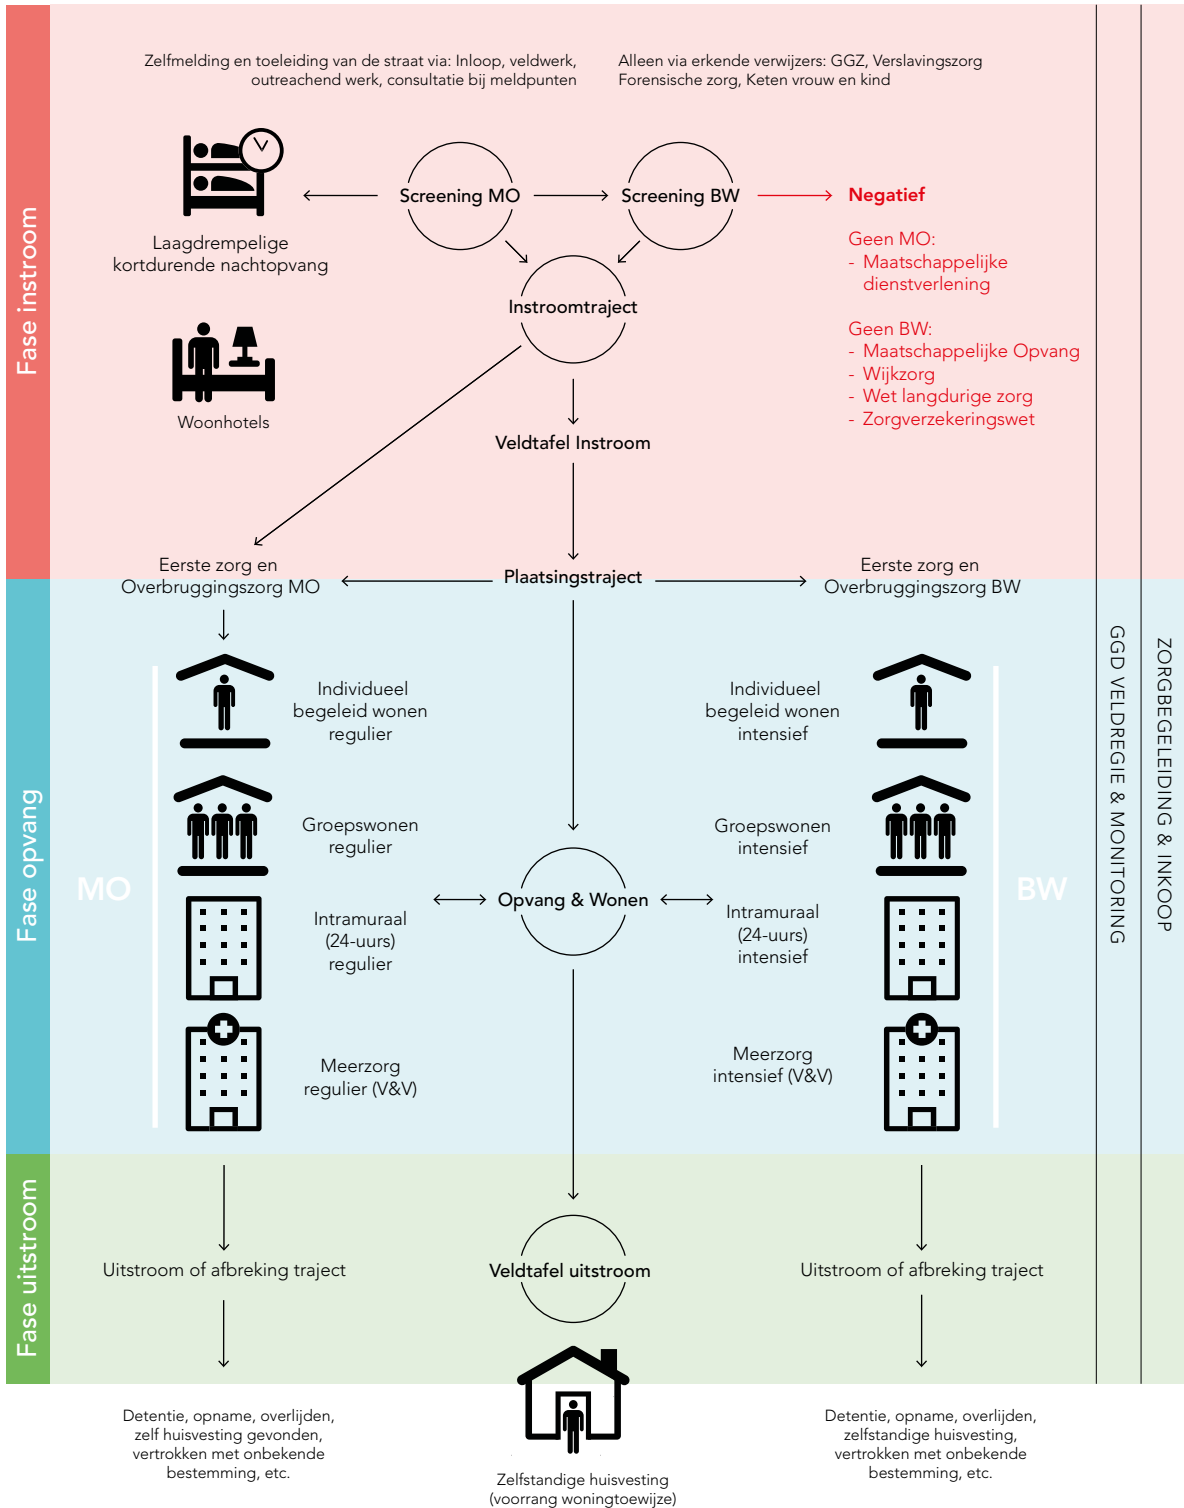 Fase instroom
Zelfmelding en toeleiding van de straat via: Inloop, veldwerk,
outreachend werk, consultatie bij meldpunten
Alleen via erkende verwijzers: GGZ, Verslavingszorg
Forensische zorg, Keten vrouw en kind
Screening MO
Screening BW
Negatief
Laagdrempelige
kortdurende nachtopvang
Geen MO:
- Maatschappelijke
dienstverlening
Instroomtraject
Geen BW:
- Maatschappelijke Opvang
- Wijkzorg
- Wet langdurige zorg
- Zorgverzekeringswet
Woonhotels
Veldtafel Instroom
Eerste zorg en
Overbruggingszorg MO
Plaatsingstraject
Eerste zorg en
Overbruggingszorg BW
Fase opvang
MO
Individueel
begeleid wonen
regulier
Groepswonen
regulier
Intramuraal
(24-uurs)
regulier
Meerzorg
regulier (V&V)
Opvang & Wonen
Individueel
begeleid wonen
intensief
Groepswonen
intensief
Intramuraal
(24-uurs)
intensief
Meerzorg
intensief (V&V)
BW
GGD VELDREGIE & MONITORING
ZORGBEGELEIDING & INKOOP
Fase uitstroom
Uitstroom of afbreking traject
Veldtafel uitstroom
Uitstroom of afbreking traject
Detentie, opname, overlijden,
zelf huisvesting gevonden,
vertrokken met onbekende
bestemming, etc.
Zelfstandige huisvesting
(voorrang woningtoewijze)
Detentie, opname, overlijden,
zelfstandige huisvesting,
vertrokken met onbekende
bestemming, etc.